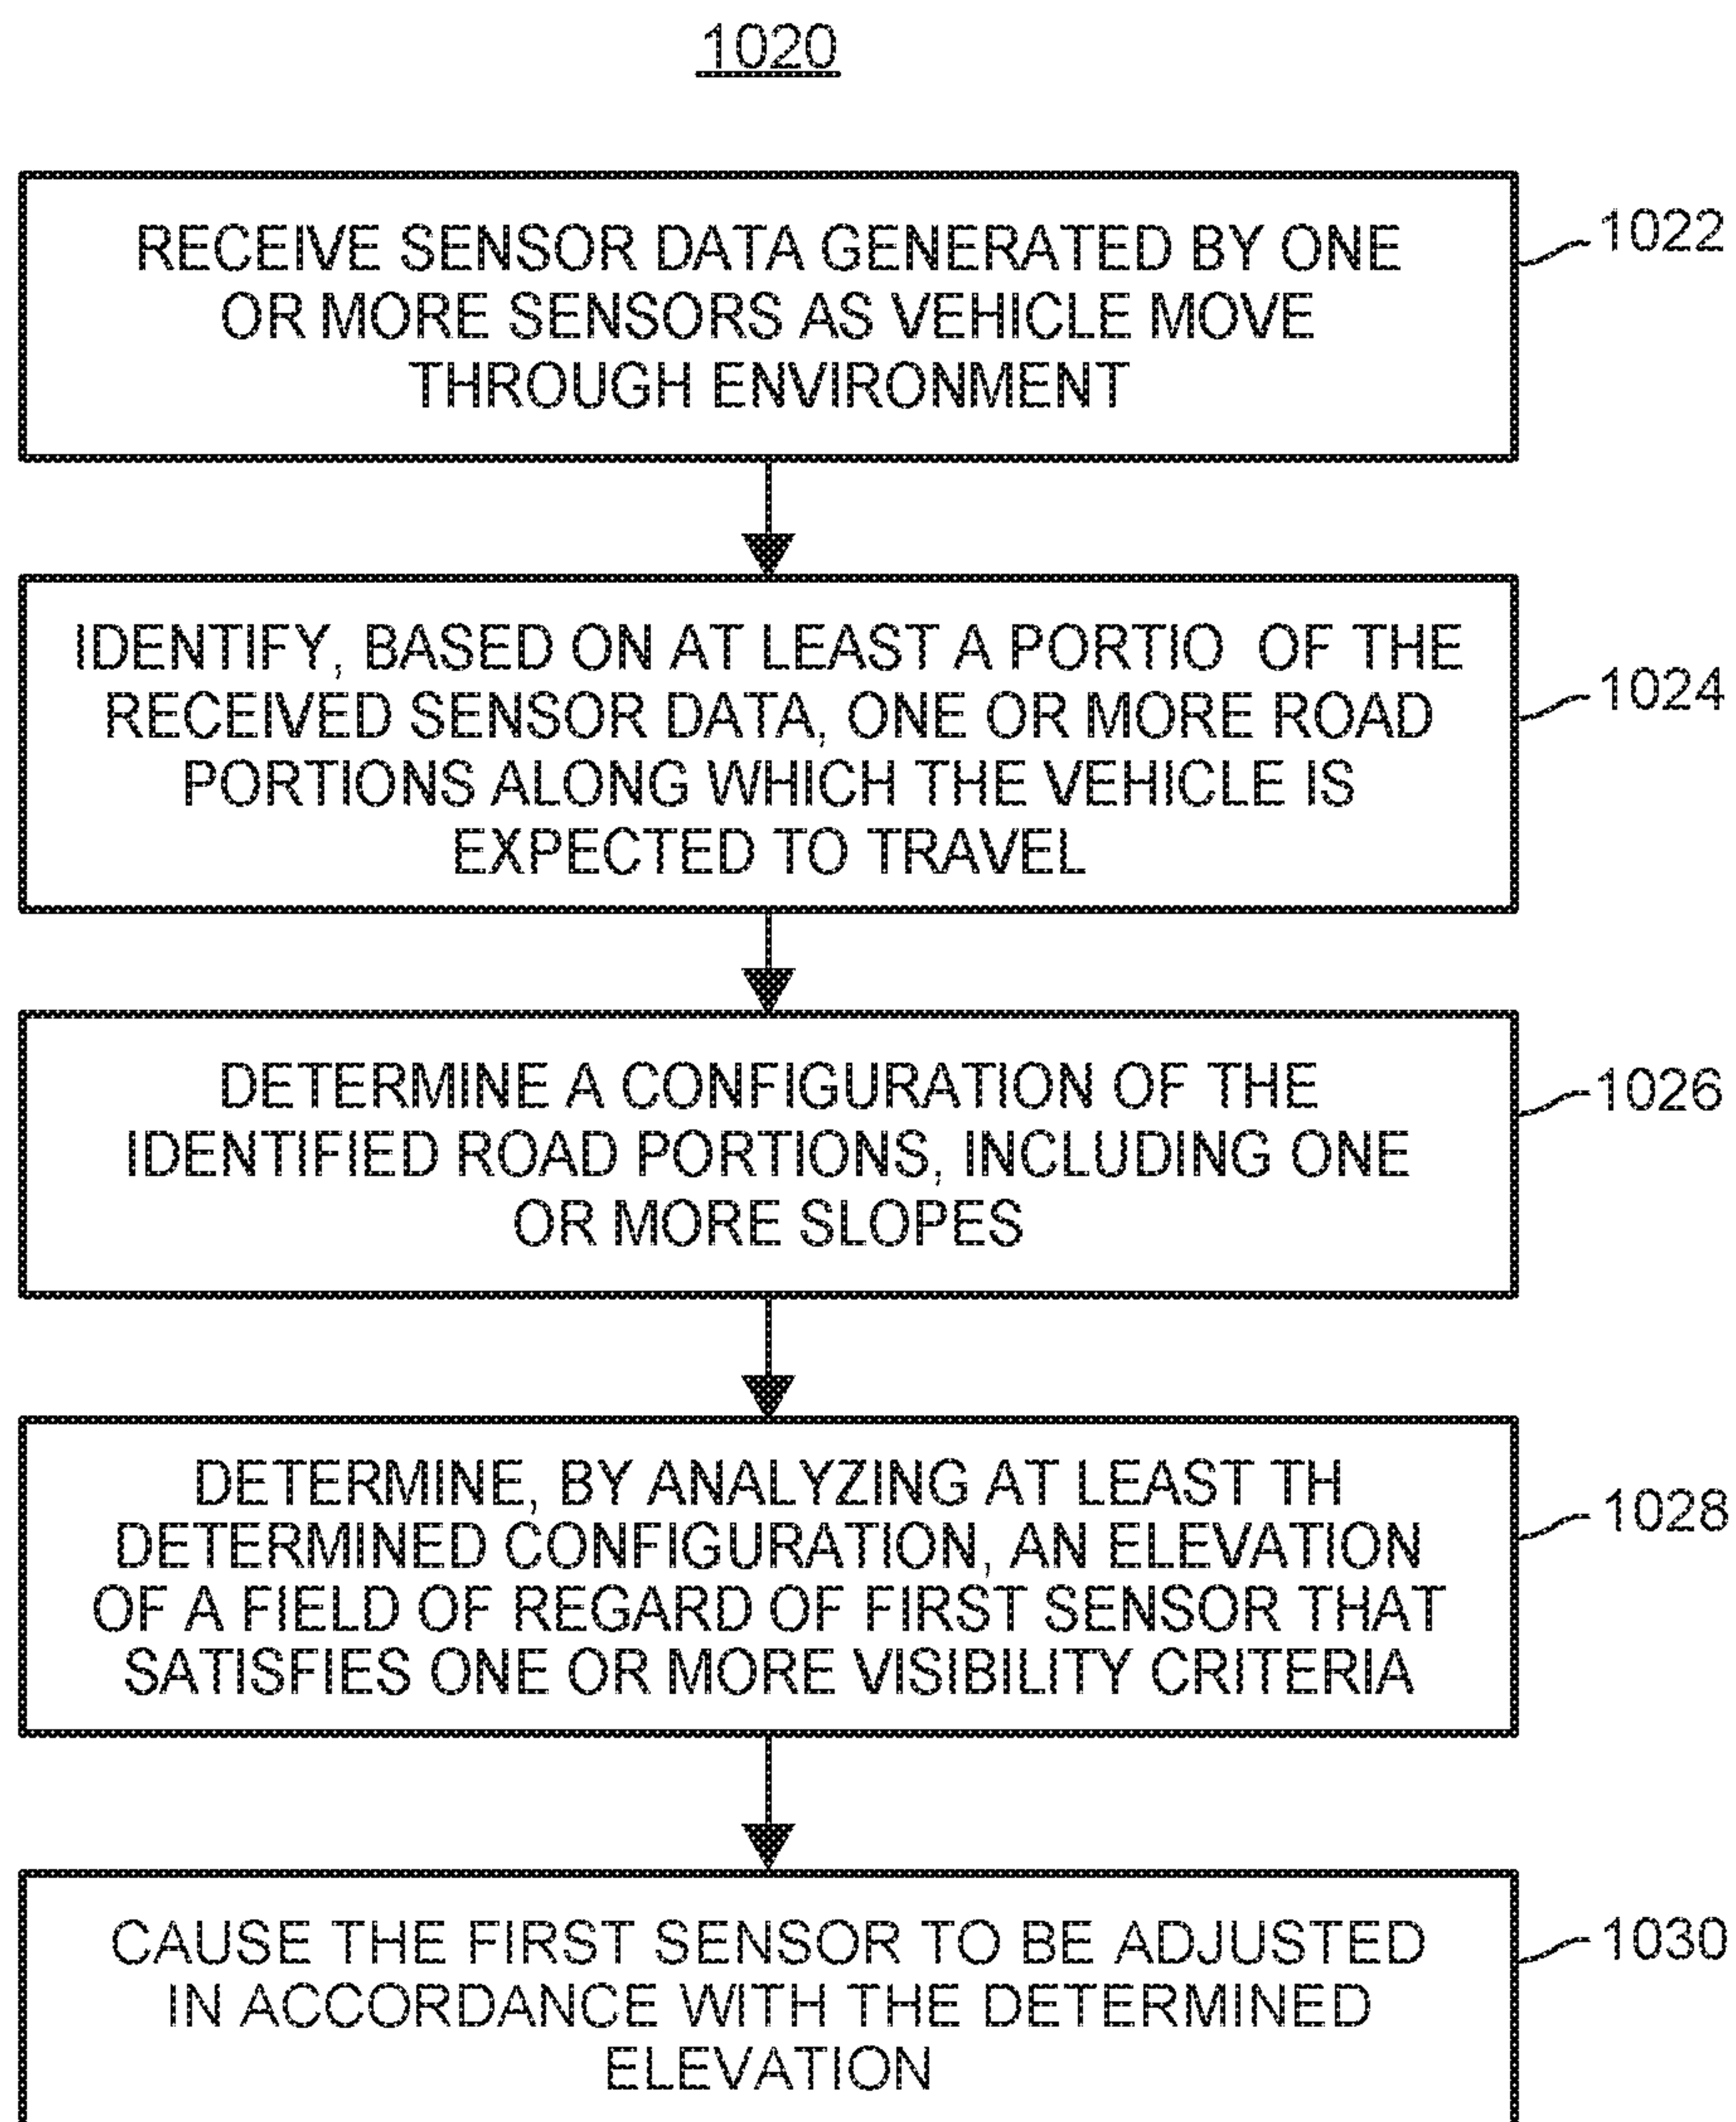 1020
RECEIVE SENSOR DATA GENERATED BY ONE
OR MORE SENSORS AS VEHICLE MOVE
THROUGH ENVIRONMENT
1022
IDENTIFY, BASED ON AT LEAST A PORTIO OF THE
RECEIVED SENSOR DATA, ONE OR MORE ROAD
PORTIONS ALONG WHICH THE VEHICLE IS
EXPECTED TO TRAVEL
1024
DETERMINE A CONFIGURATION OF THE
IDENTIFIED ROAD PORTIONS, INCLUDING ONE
OR MORE SLOPES
1026
DETERMINE, BY ANALYZING AT LEAST TH
DETERMINED CONFIGURATION, AN ELEVATION
OF A FIELD OF REGARD OF FIRST SENSOR THAT
SATISFIES ONE OR MORE VISIBILITY CRITERIA
1028
CAUSE THE FIRST SENSOR TO BE ADJUSTED
IN ACCORDANCE WITH THE DETERMINED
ELEVATION
1030